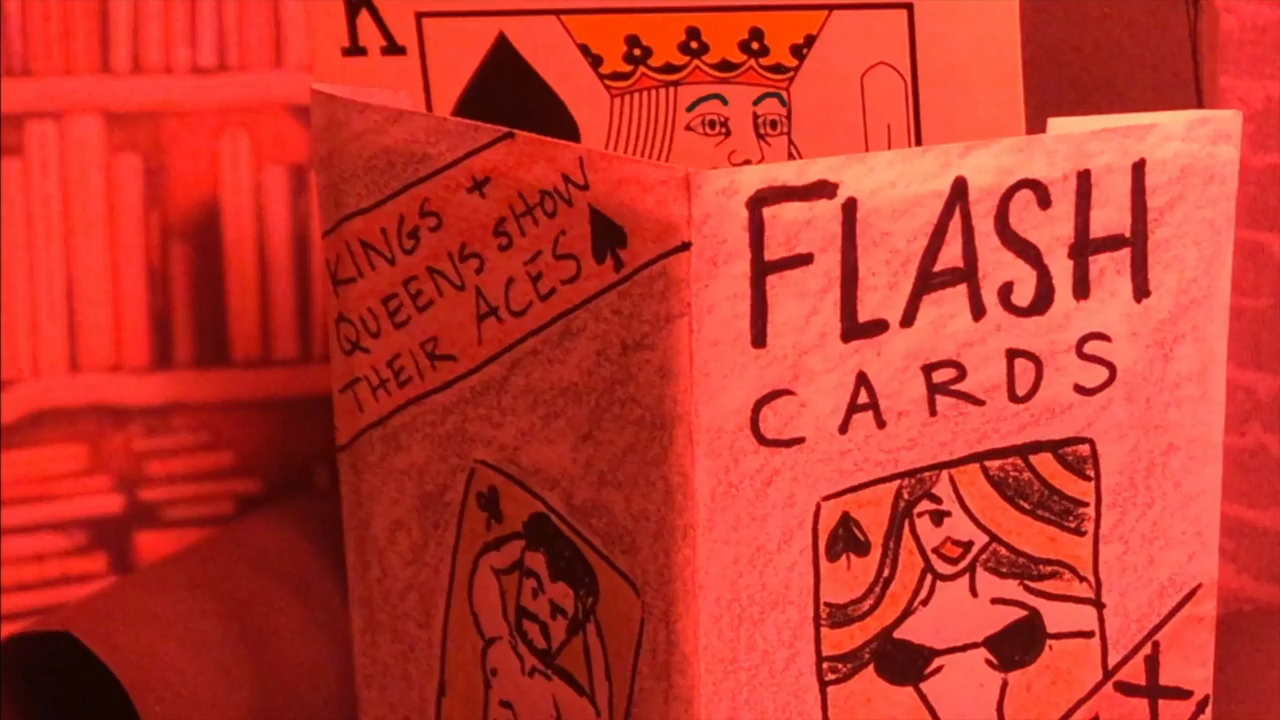 K
KINGS +
QUEENS SHOW
THEIR ACES
FLASH
CARDS